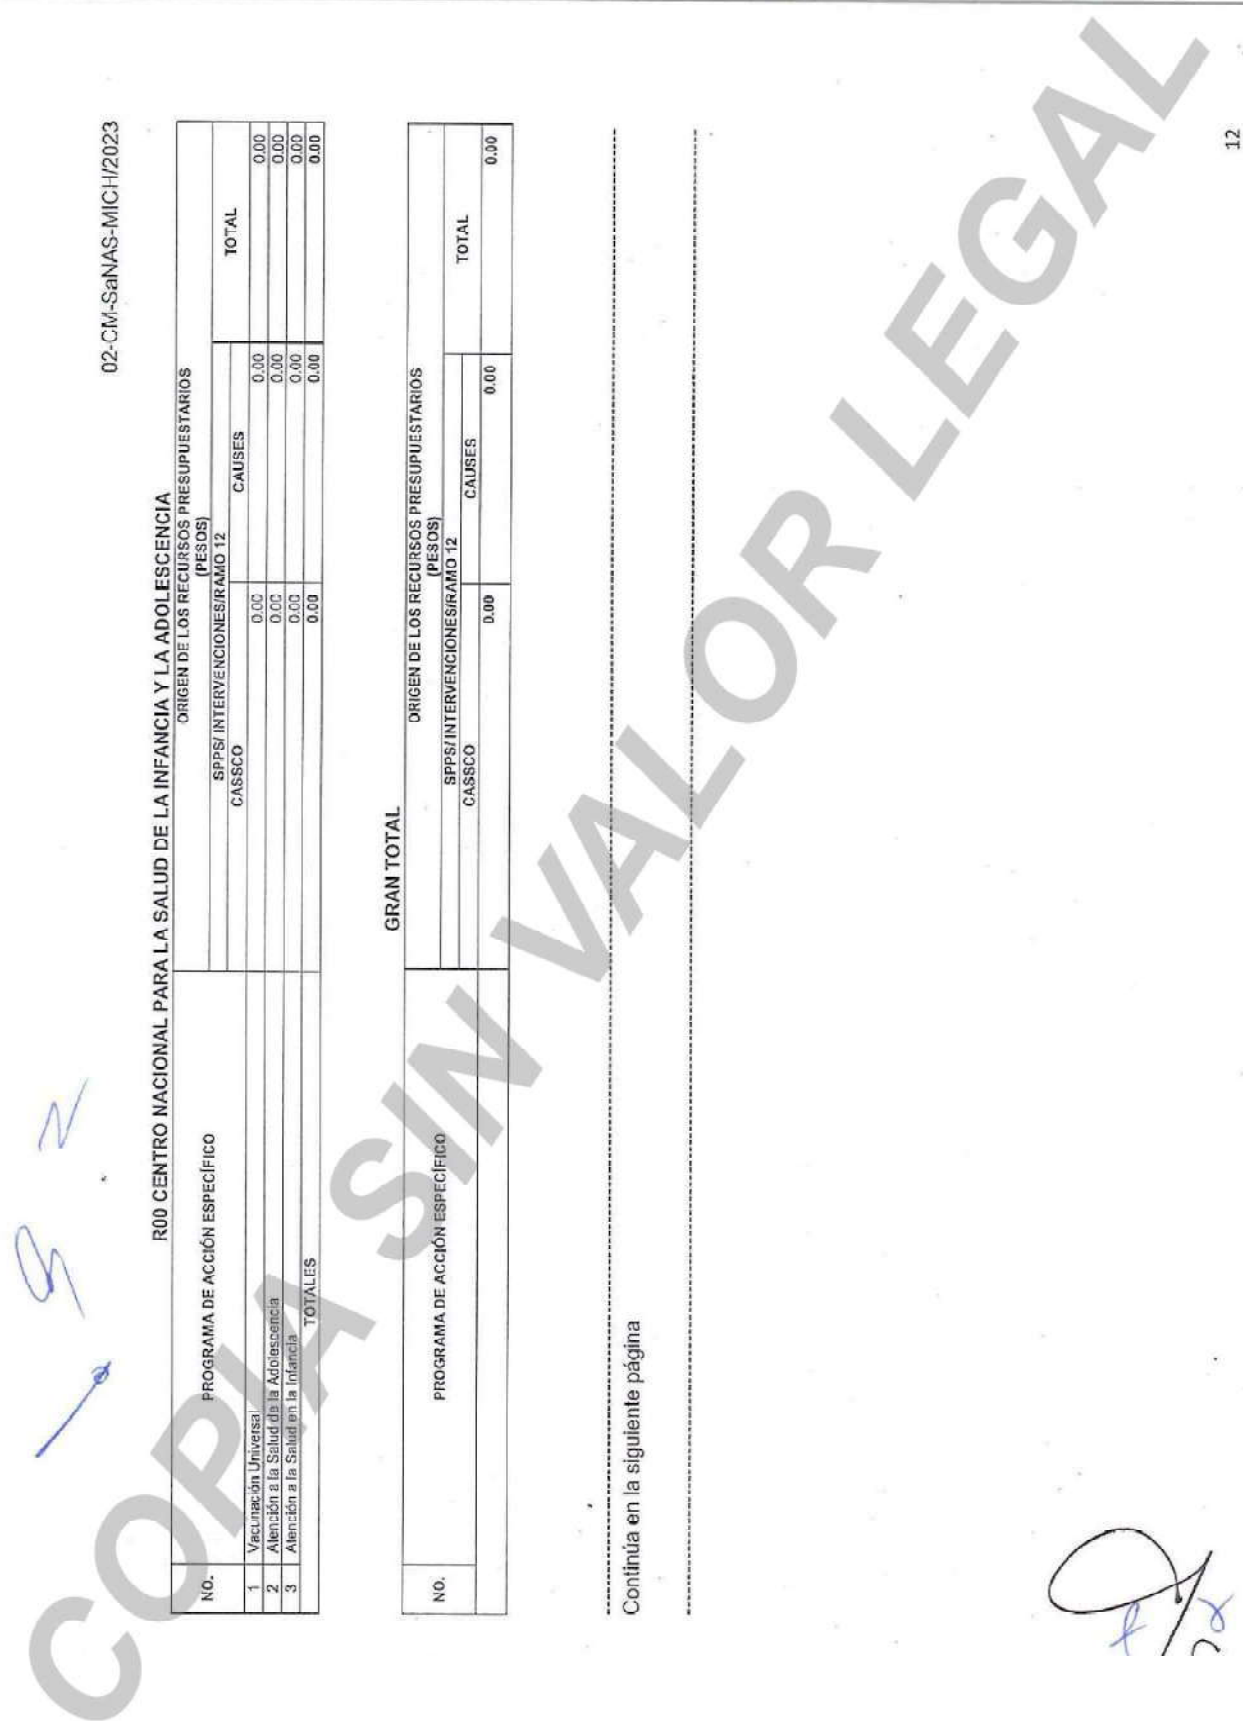 02-CM-SaNAS-MICH/2023
R00 CENTRO NACIONAL PARA LA SALUD DE LA INFANCIA Y LA ADOLESCENCIA
NO. PROGRAMA DE ACCIÓN ESPECÍFICO ORIGEN DE LOS RECURSOS PRESUPUESTARIOS
(PESOS)
SPPS/ INTERVENCIONES/RAMO 12 TOTAL
CASSCO CAUSES
1 Vacunación Universal 0.00 0.00 0.00
2 Atención a la Salud de la Adolescencia 0.00 0.00 0.00
3 Atención a la Salud en la Infancia 0.00 0.00 0.00
TOTALES 0.00 0.00 0.00
GRAN TOTAL
NO. PROGRAMA DE ACCIÓN ESPECÍFICO ORIGEN DE LOS RECURSOS PRESUPUESTARIOS
(PESOS)
SPPS/ INTERVENCIONES/RAMO 12 TOTAL
CASSCO CAUSES
0.00 0.00 0.00
Continúa en la siguiente página
12
COPIA SIN VALOR LEGAL